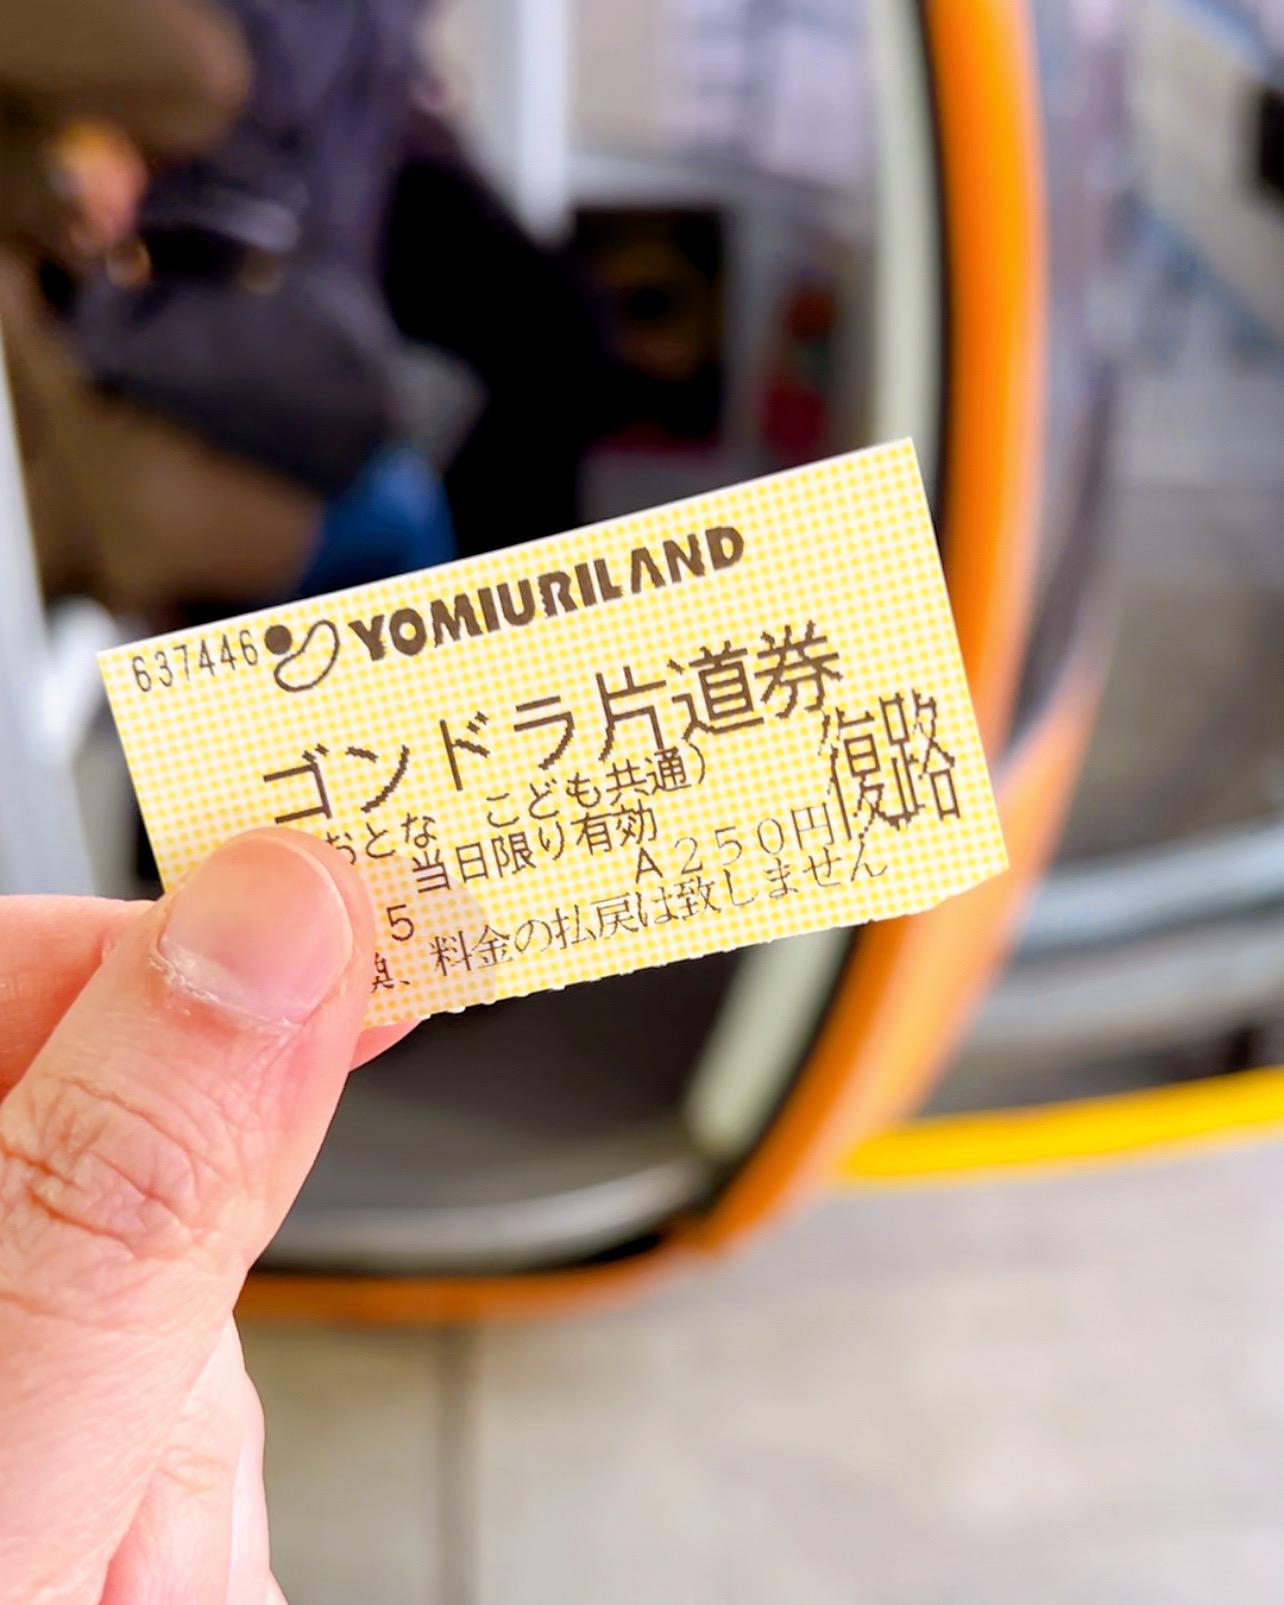 637446 YOMIURILAND
ゴンドラ片道券
おとな こども共通)
復路
当日限り有効
A250円
5
、料金の払戻は致しません